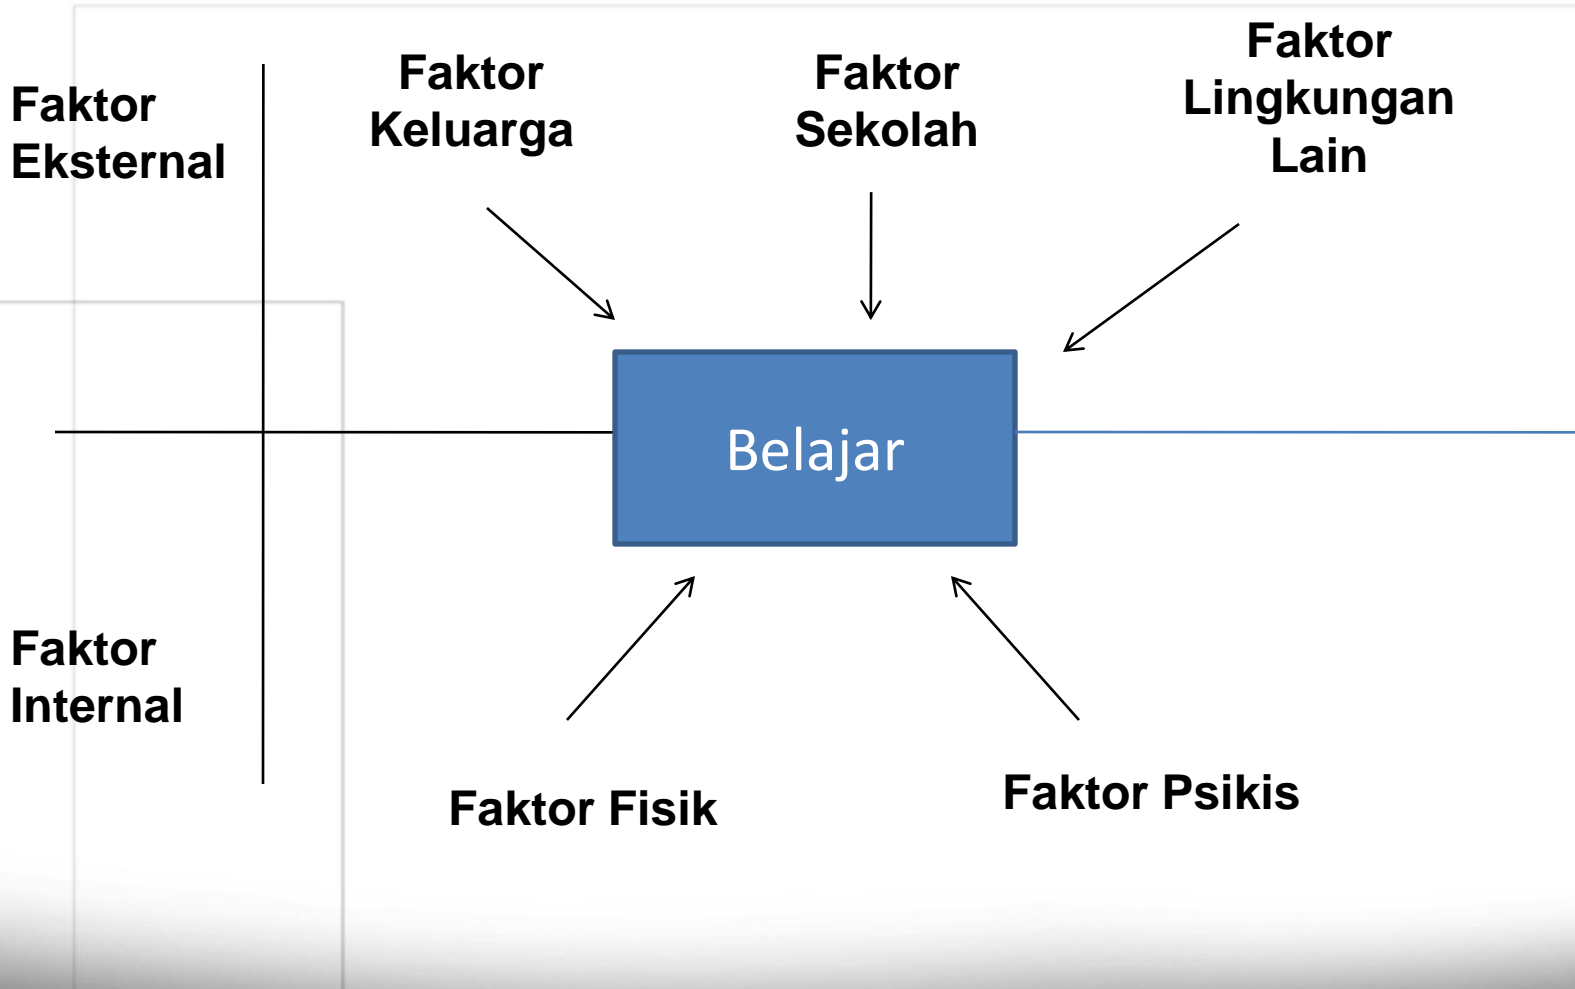 Faktor
Eksternal
Faktor
Keluarga
Faktor
Sekolah
Faktor
Lingkungan
Lain
Belajar
Faktor
Internal
Faktor Fisik
Faktor Psikis